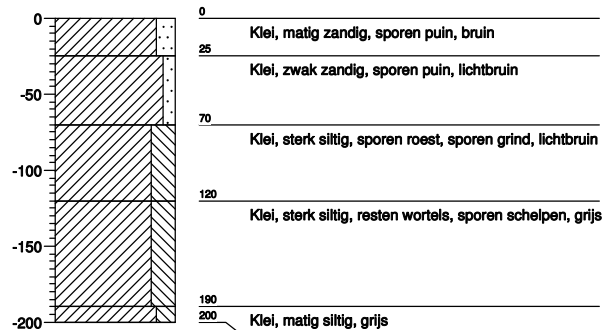 0
0
Klei, matig zandig, sporen puin, bruin
25
Klei, zwak zandig, sporen puin, lichtbruin
-50
70
Klei, sterk siltig, sporen roest, sporen grind, lichtbruin
-100
120
Klei, sterk siltig, resten wortels, sporen schelpen, grijs
-150
190
200
Klei, matig siltig, grijs
-200